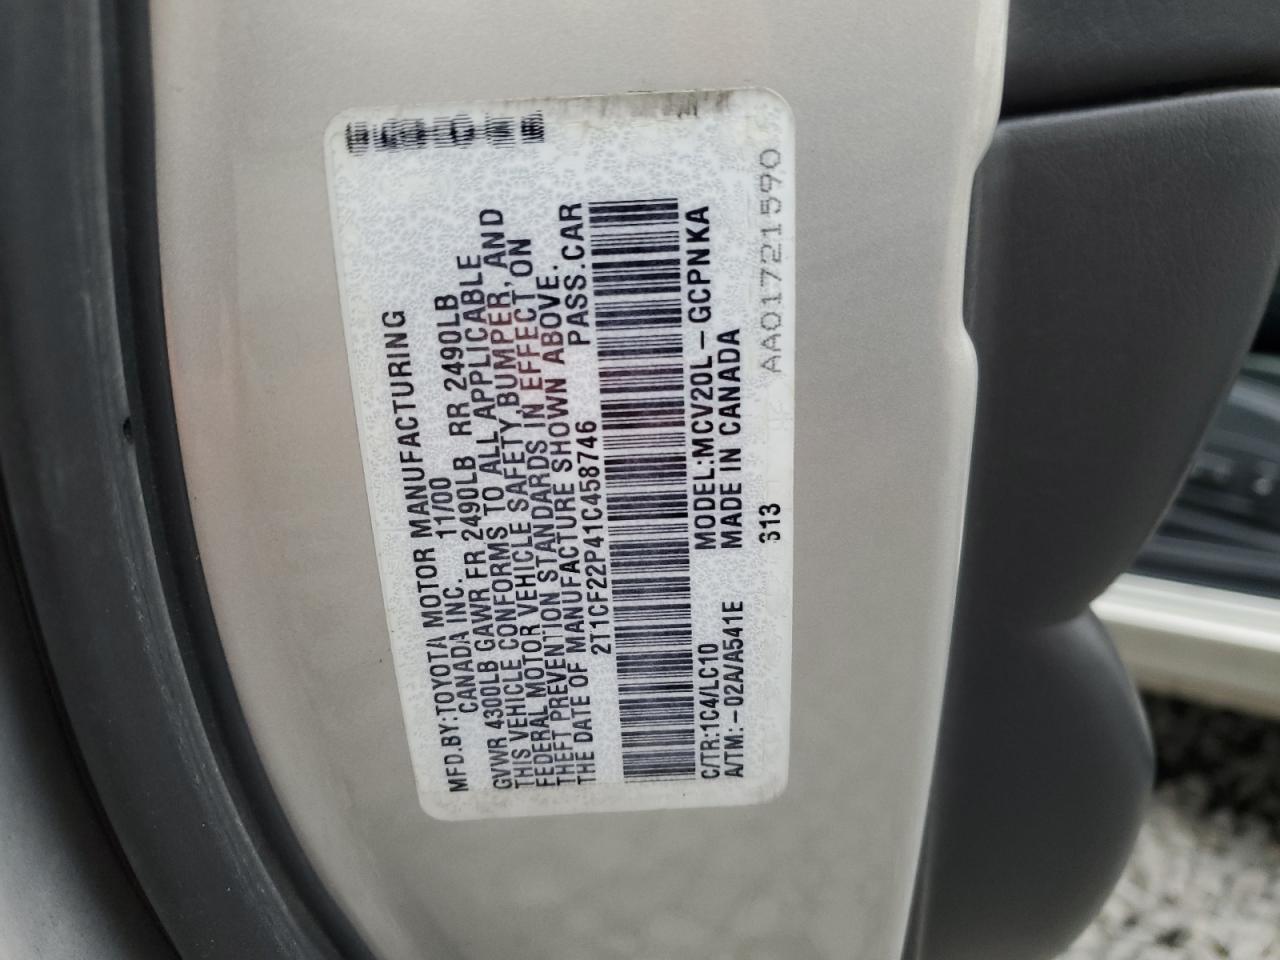 MFD.BY:TOYOTA MOTOR MANUFACTURING
CANADA INC. 11/00
GVWR 4300LB GAWR FR 2490LB RR 2490LB
THIS VEHICLE CONFORMS TO ALL APPLICABLE
FEDERAL MOTOR VEHICLE SAFETY,BUMPER, AND
THEFT PREVENTION STANDARDS IN EFFECT ON
THE DATE OF MANUFACTURE SHOWN ABOVE.
2T1CF22P41C458746 PASS.CAR
C/TR:1C4/LC10 MODEL:MCV20L-GCPNKA
A/TM:-02A/A541E MADE IN CANADA
313
AA01721590